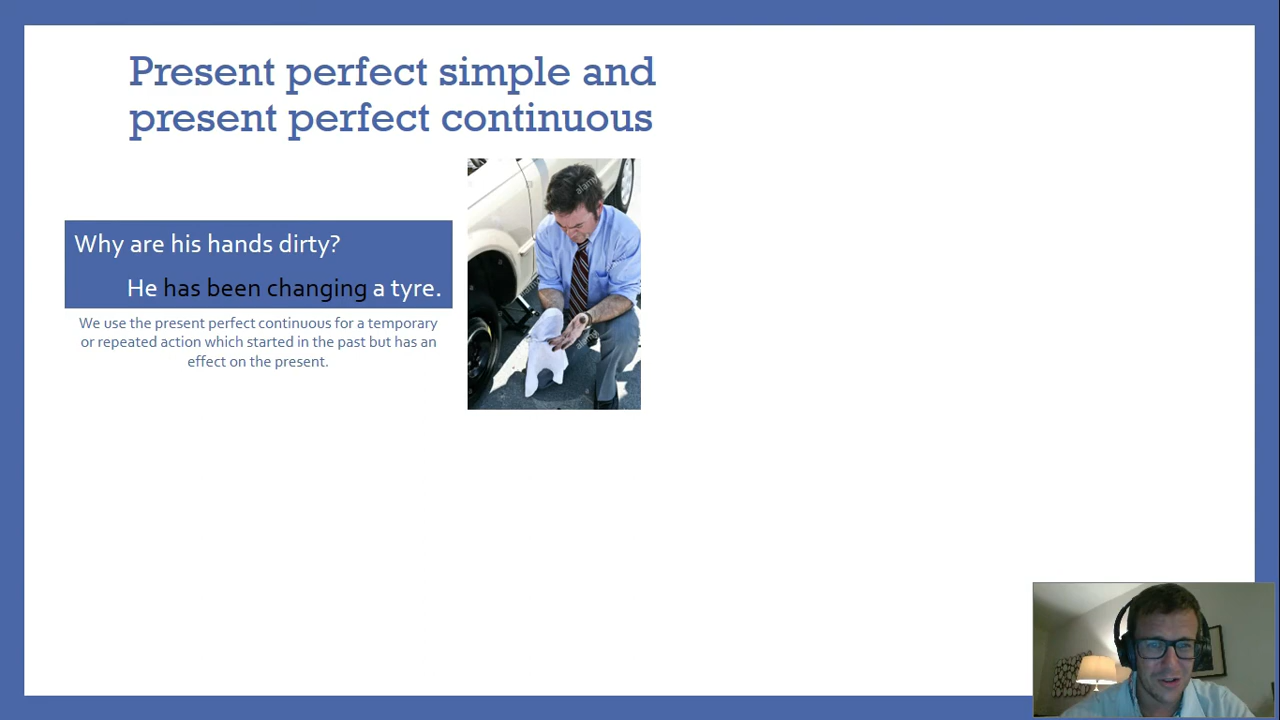 Present perfect simple and
present perfect continuous
Why are his hands dirty?
He has been changing a tyre.
We use the present perfect continuous for a temporary
or repeated action which started in the past but has an
effect on the present.
alamy
alamy